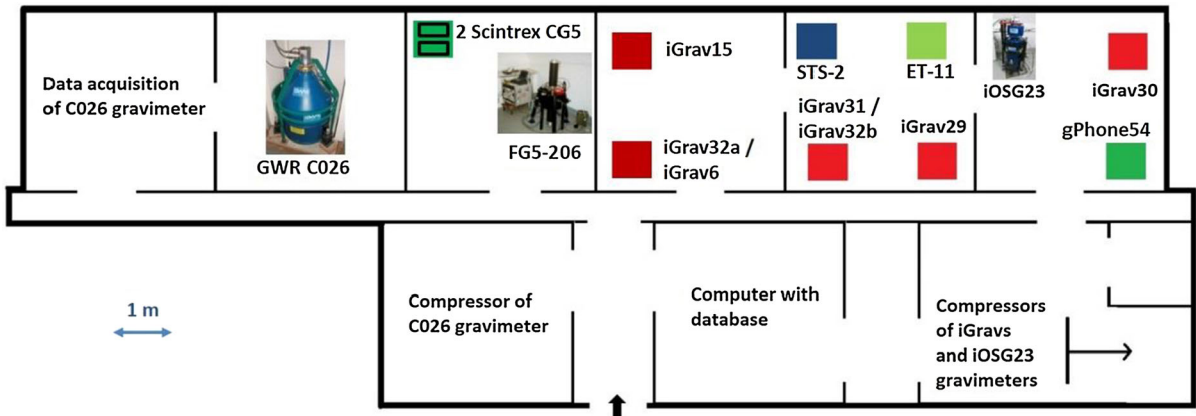 Data acquisition
of C026 gravimeter
GWR C026
2 Scintrex CG5
FG5-206
iGrav15
iGrav32a /
iGrav6
STS-2
ET-11
iGrav31 /
iGrav32b
iGrav29
iOSG23
iGrav30
gPhone54
1 m
Compressor of
C026 gravimeter
Computer with
database
Compressors
of iGravs
and iOSG23
gravimeters